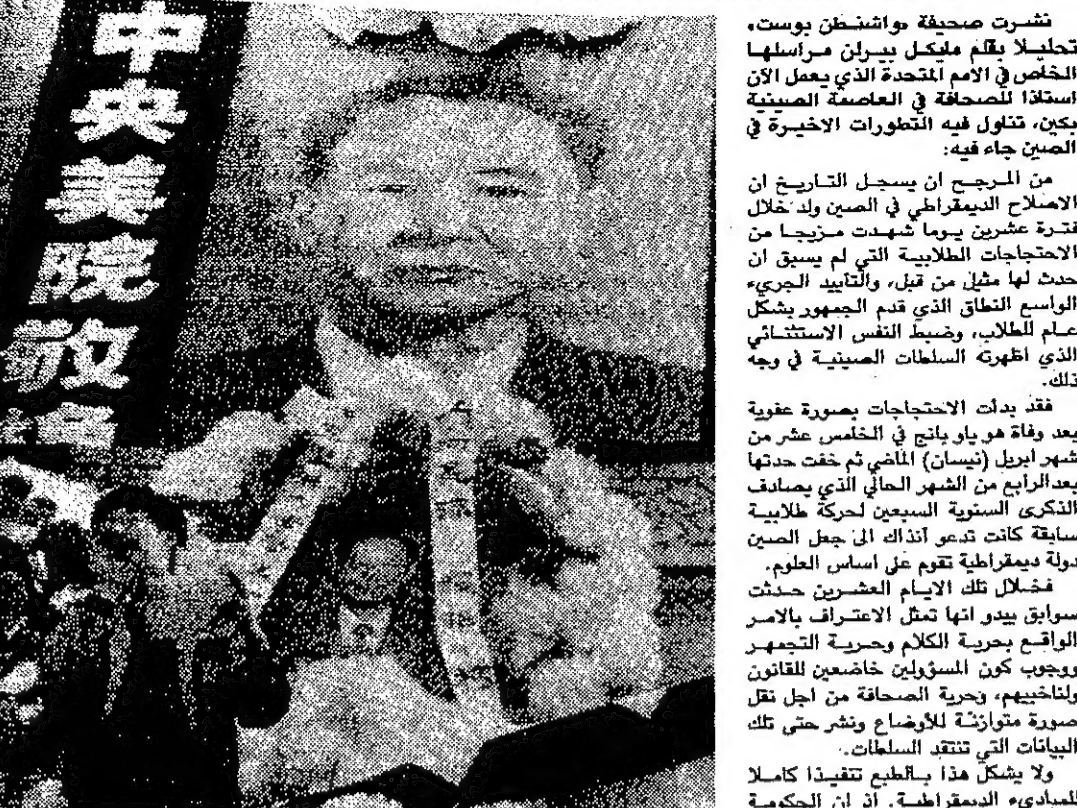 中央美院敬
نشرت صحيفة «واشنطن بوست»
تحليلا بقلم مايكل بيرلن مراسلها
الخاص في الامم المتحدة الذي يعمل الآن
استاذا للصحافة في العاصمة الصينية
بكين، تناول فيه التطورات الاخيرة في
الصين جاء فيه:
من المرجح ان يسجل التاريخ ان
الاصلاح الديمقراطي في الصين ولد خلال
فترة عشرين يوما شهدت مزيجا من
الاحتجاجات الطلابية التي لم يسبق ان
حدث لها مثيل من قبل، والتأييد الجريء
الواسع النطاق الذي قدم الجمهور بشكل
عام للطلاب، وضبط النفس الاستثنائي
الذي اظهرته السلطات الصينية في وجه
ذلك.
فقد بدأت الاحتجاجات بصورة عفوية
بعد وفاة هو ياو بانج في الخامس عشر من
شهر ابريل (نيسان) الماضي ثم خفت حدتها
بعد الرابع من الشهر الحالي الذي يصادف
الذكرى السنوية السبعين لحركة طلابية
سابقة كانت تدعو آنذاك الى جعل الصين
دولة ديمقراطية تقوم على اساس العلوم.
فخلال تلك الايام العشرين حدثت
سوابق يبدو انها تمثل الاعتراف بالامر
الواقع بحرية الكلام وحرية التجمهر
ووجوب كون المسؤولين خاضعين للقانون
ولناخبيهم، وحرية الصحافة من اجل نقل
صورة متوازنة للأوضاع ونشر حتى تلك
البيانات التي تنتقد السلطات.
ولا يشكل هذا بالطبع تنفيذا كاملا
للمبادىء الديمقراطية. اذ ان الحكومة